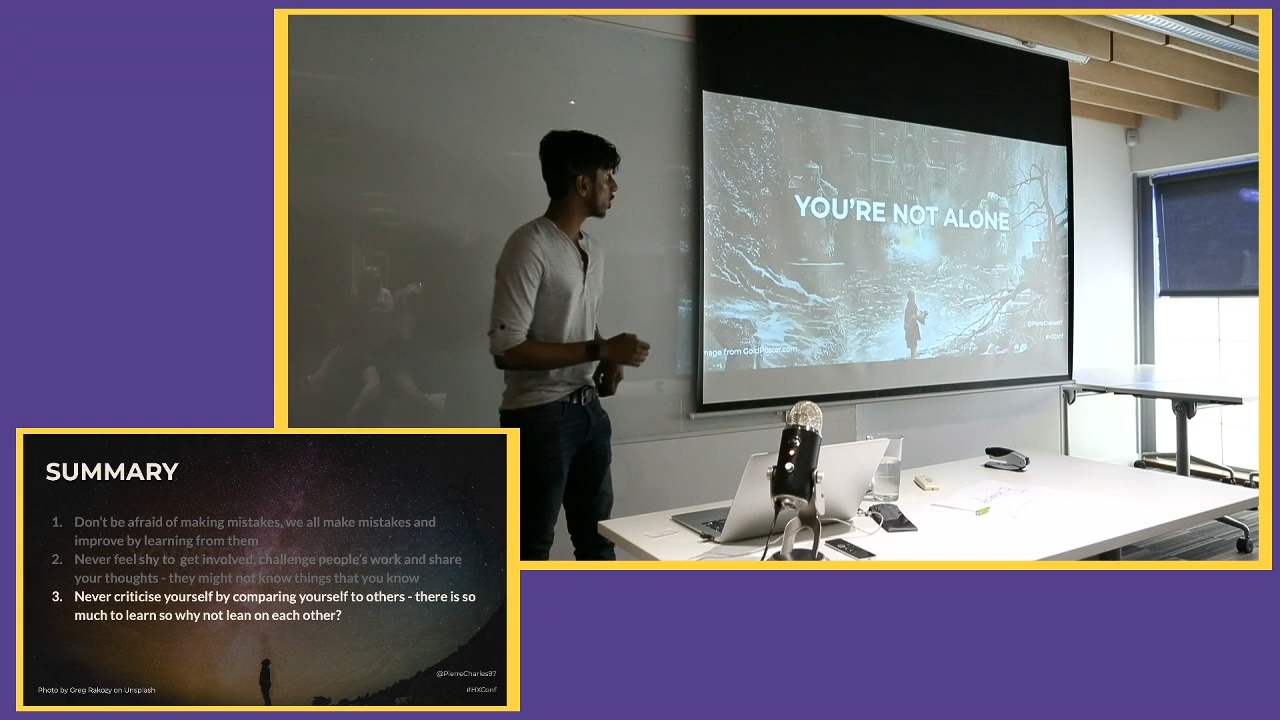 YOU'RE NOT ALONE
@PierreCharles97
#HXConf
mage from GoldPoster.com
SUMMARY
1. Don't be afraid of making mistakes, we all make mistakes and
improve by learning from them
2. Never feel shy to get involved, challenge people's work and share
your thoughts - they might not know things that you know
3. Never criticise yourself by comparing yourself to others - there is so
much to learn so why not lean on each other?
@PierreCharles97
#HXConf
Photo by Greg Rakozy on Unsplash